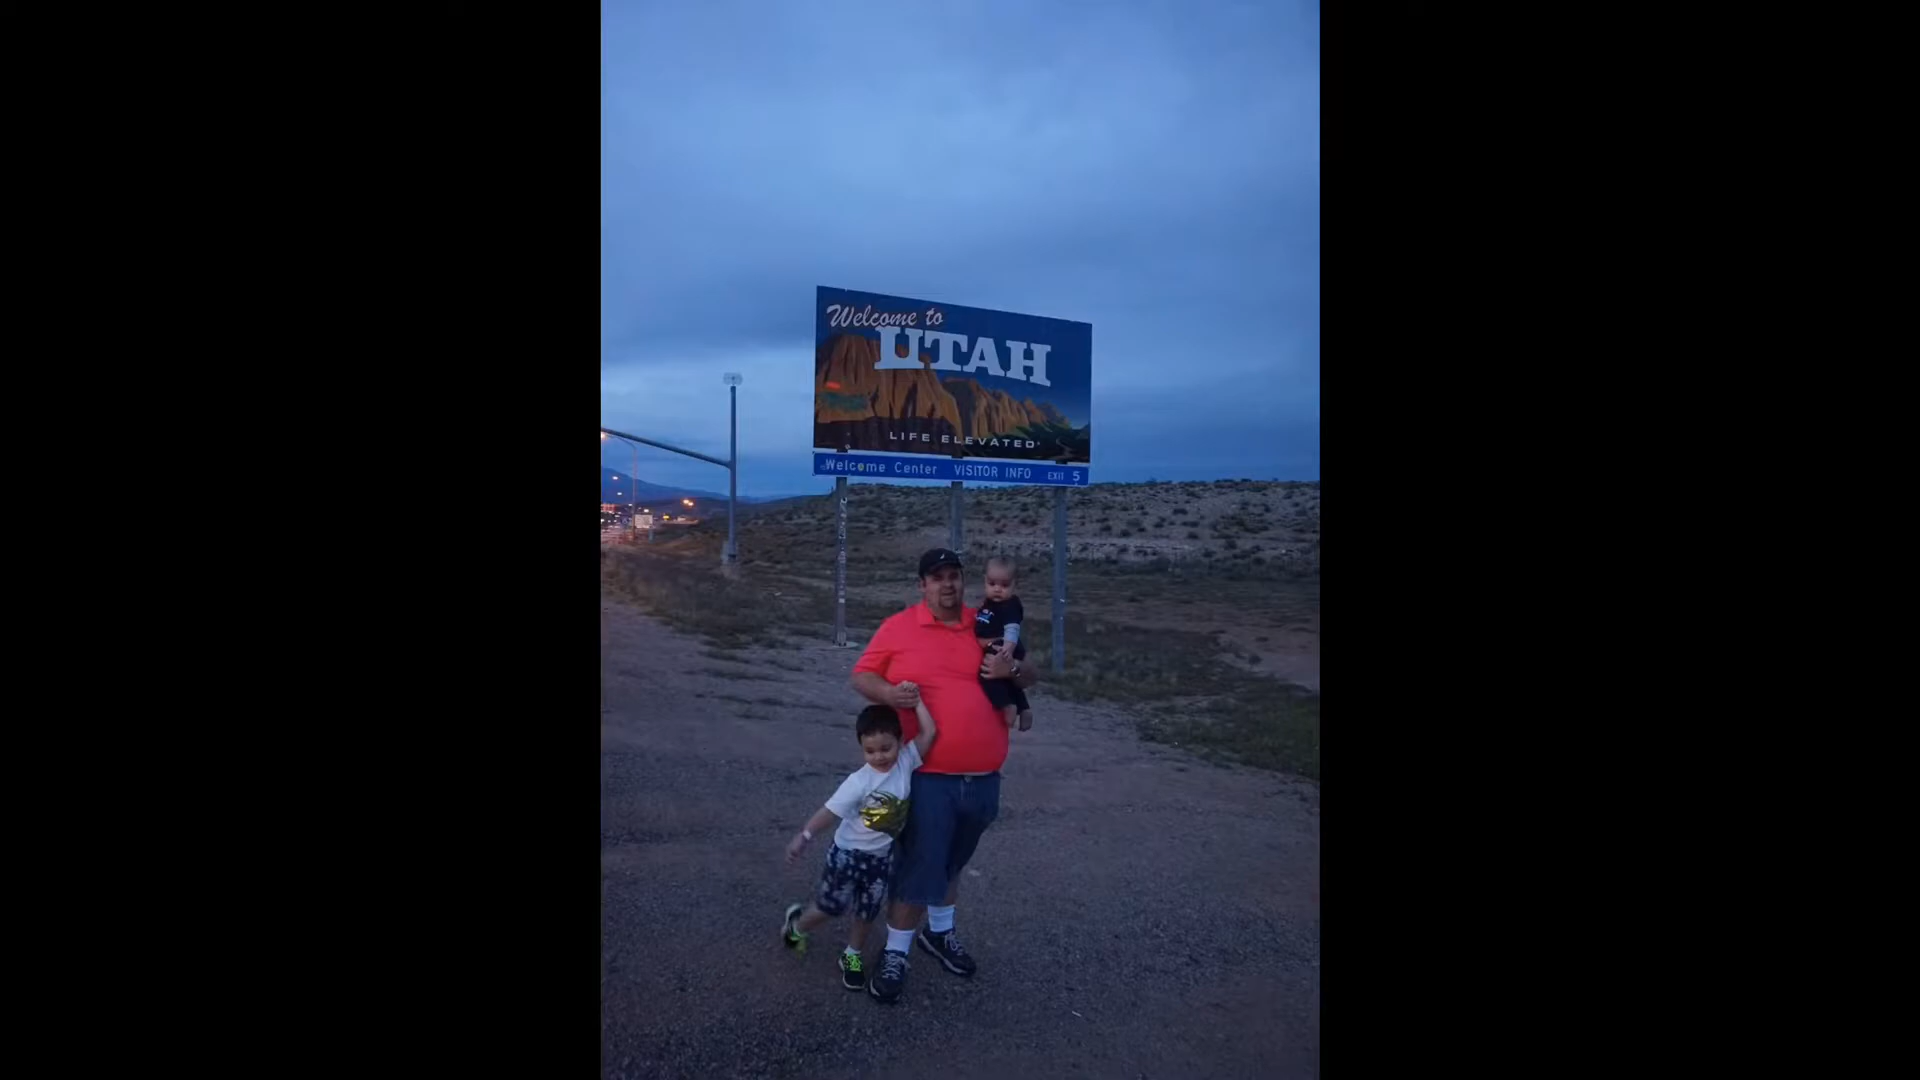 Welcome to
UTAH
LIFE ELEVATED®
Welcome Center VISITOR INFO EXIT 5